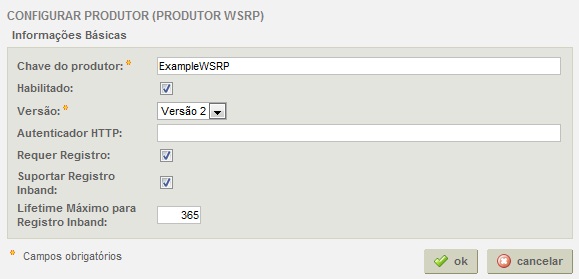 CONFIGURAR PRODUTOR (PRODUTOR WSRP)
Informações Básicas
Chave do produtor: * ExampleWSRP
Habilitado:
Versão: * Versão 2
Autenticador HTTP:
Requer Registro:
Suportar Registro
Inband:
Lifetime Máximo para
Registro Inband: 365
* Campos obrigatórios
ok cancelar